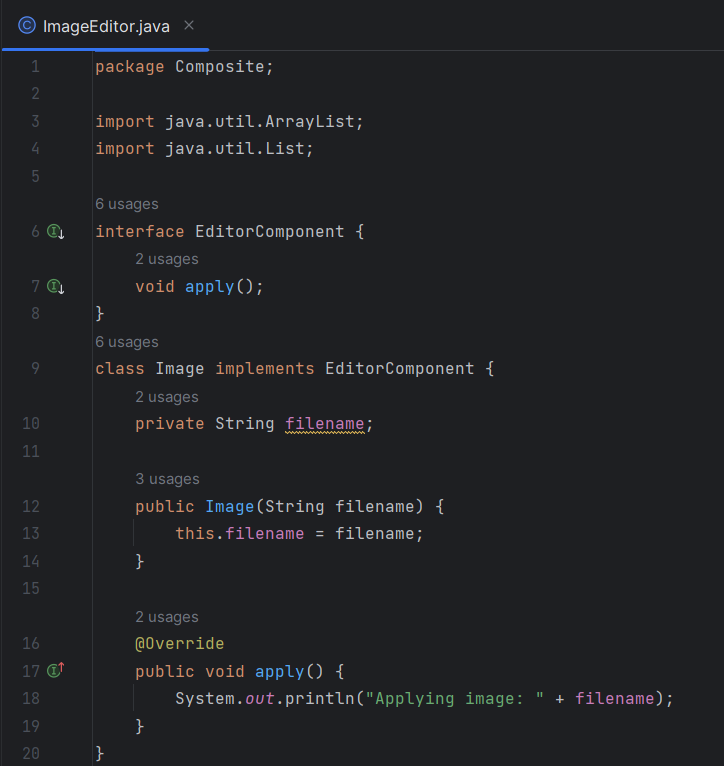 ImageEditor.java
1 package Composite;
2
3 import java.util.ArrayList;
4 import java.util.List;
5
6 usages
6 interface EditorComponent {
2 usages
7 void apply();
8 }
6 usages
9 class Image implements EditorComponent {
2 usages
10 private String filename;
11
3 usages
12 public Image(String filename) {
13 this.filename = filename;
14 }
15
2 usages
16 @Override
17 public void apply() {
18 System.out.println("Applying image: " + filename);
19 }
20 }